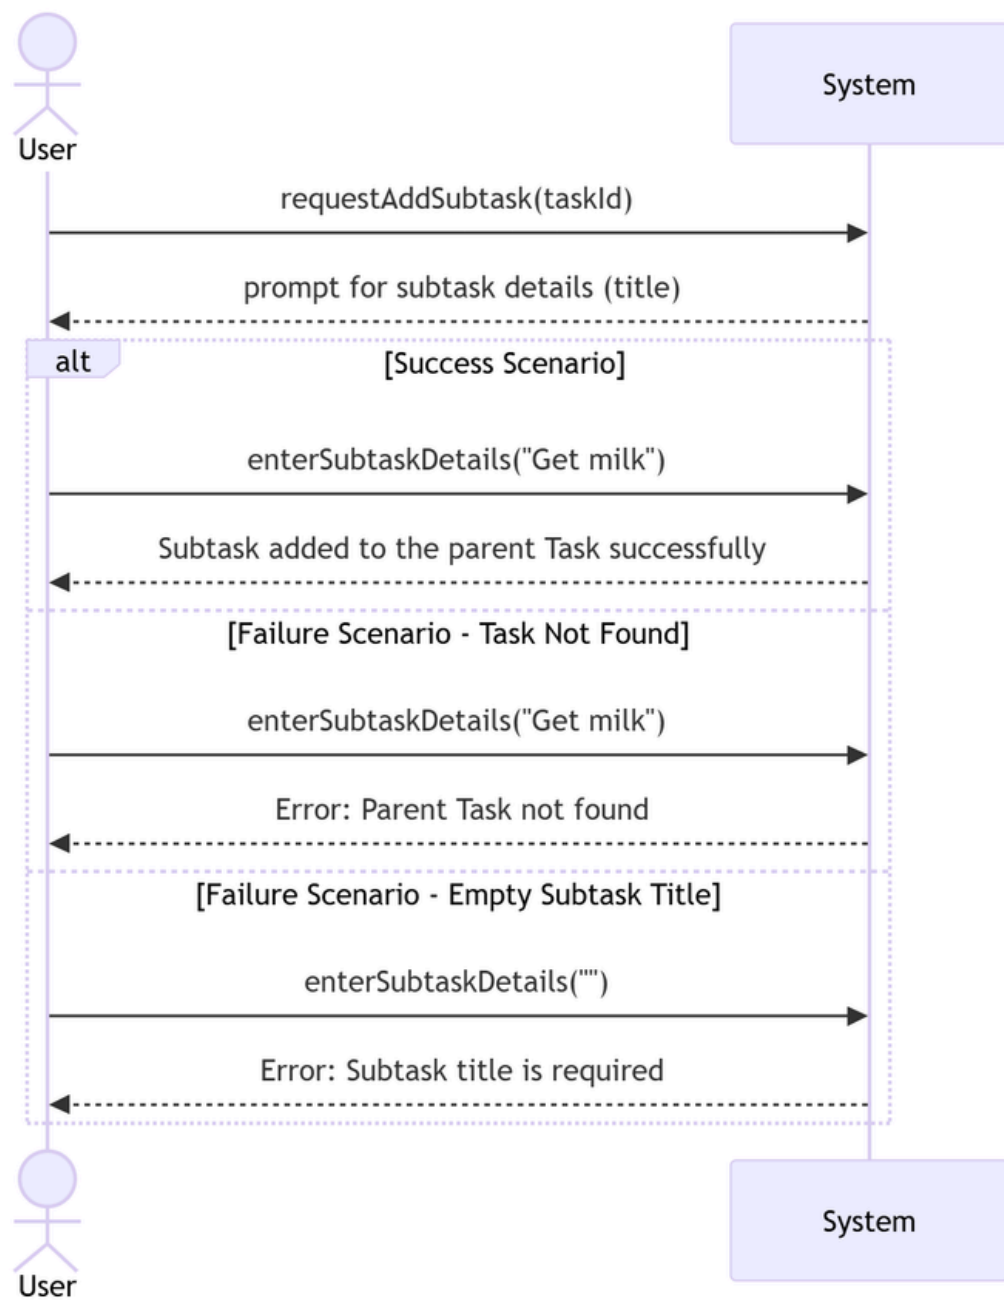 System
User
requestAddSubtask(taskId)
prompt for subtask details (title)
alt
[Success Scenario]
enterSubtaskDetails("Get milk")
Subtask added to the parent Task successfully
[Failure Scenario - Task Not Found]
enterSubtaskDetails("Get milk")
Error: Parent Task not found
[Failure Scenario - Empty Subtask Title]
enterSubtaskDetails("")
Error: Subtask title is required
System
User